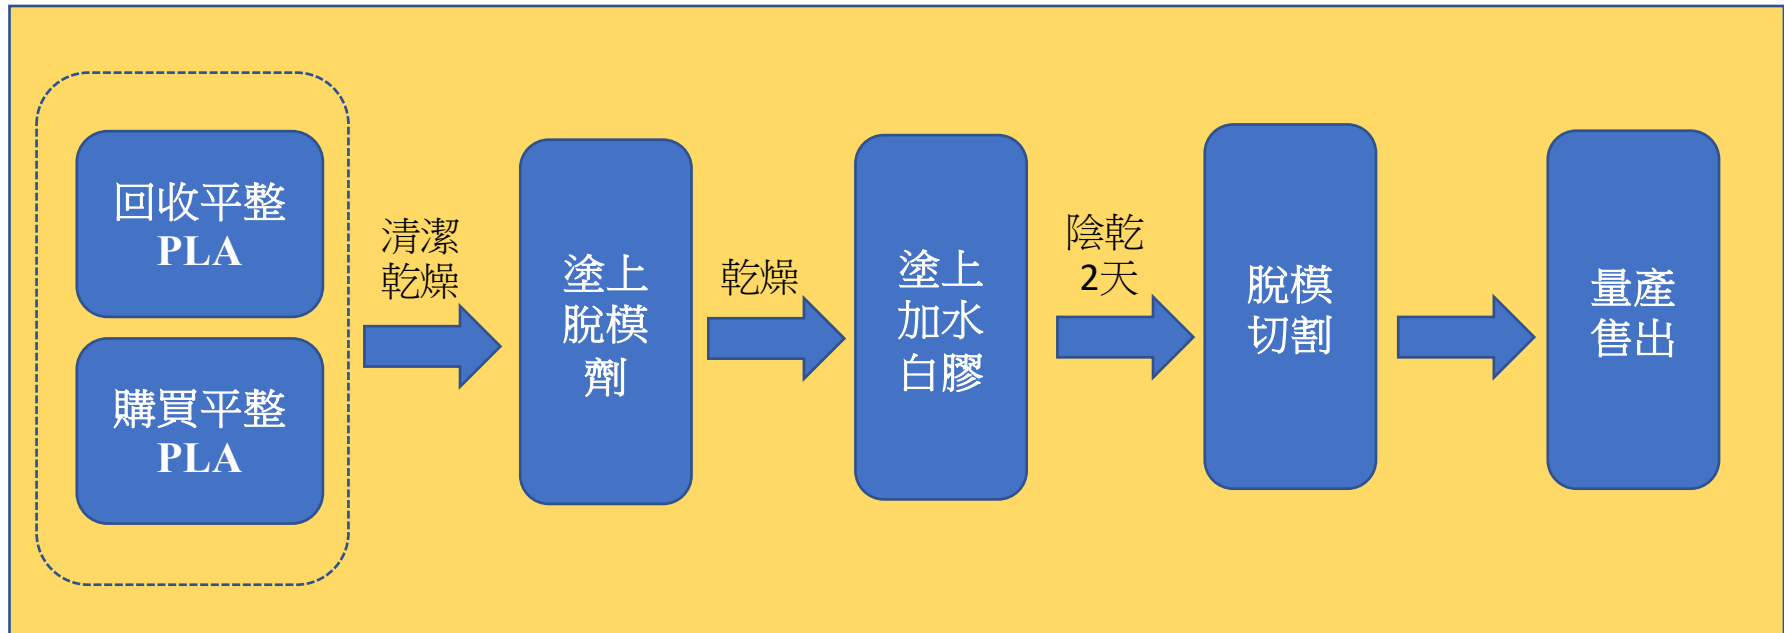 回收平整
PLA
購買平整
PLA
清潔
乾燥
塗上
脫模
劑
乾燥
塗上
加水
白膠
陰乾
2天
脫模
切割
量產
售出